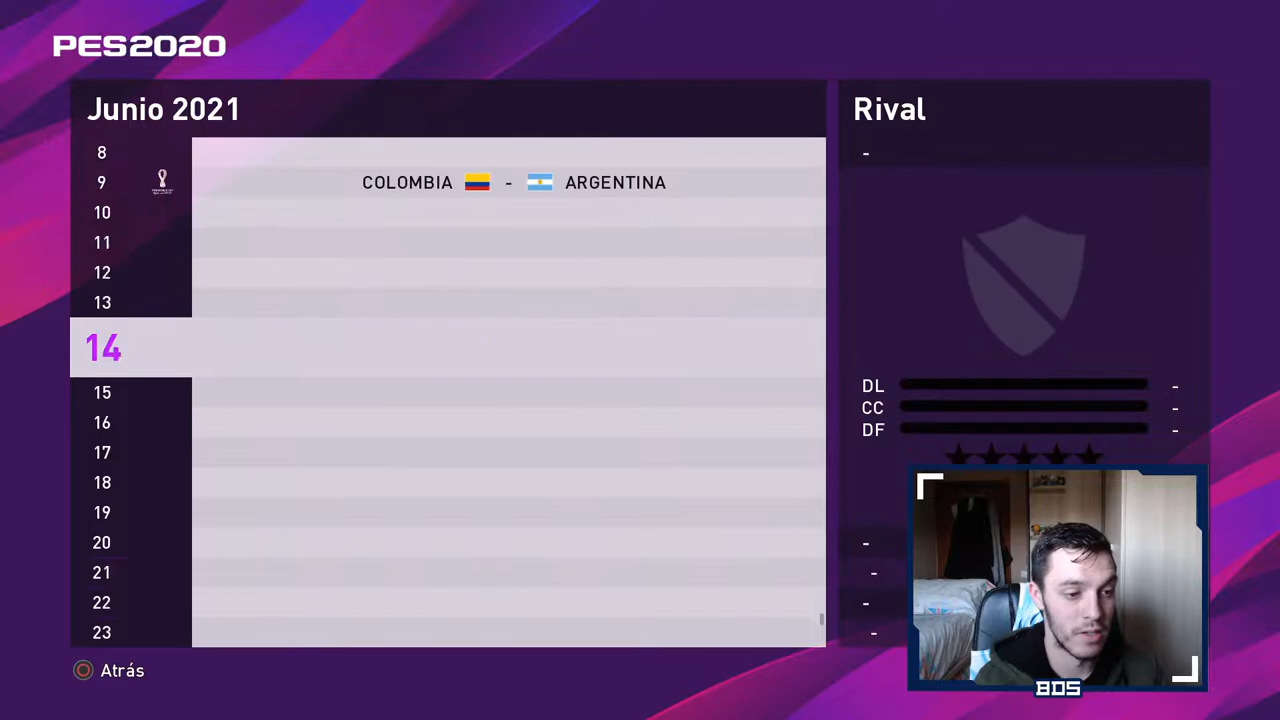 PES2020
Junio 2021
8
9 COLOMBIA - ARGENTINA
10
11
12
13
14
15
16
17
18
19
20
21
22
23
Atrás
Rival
-
DL -
CC -
DF -
-
-
-
-
BDS